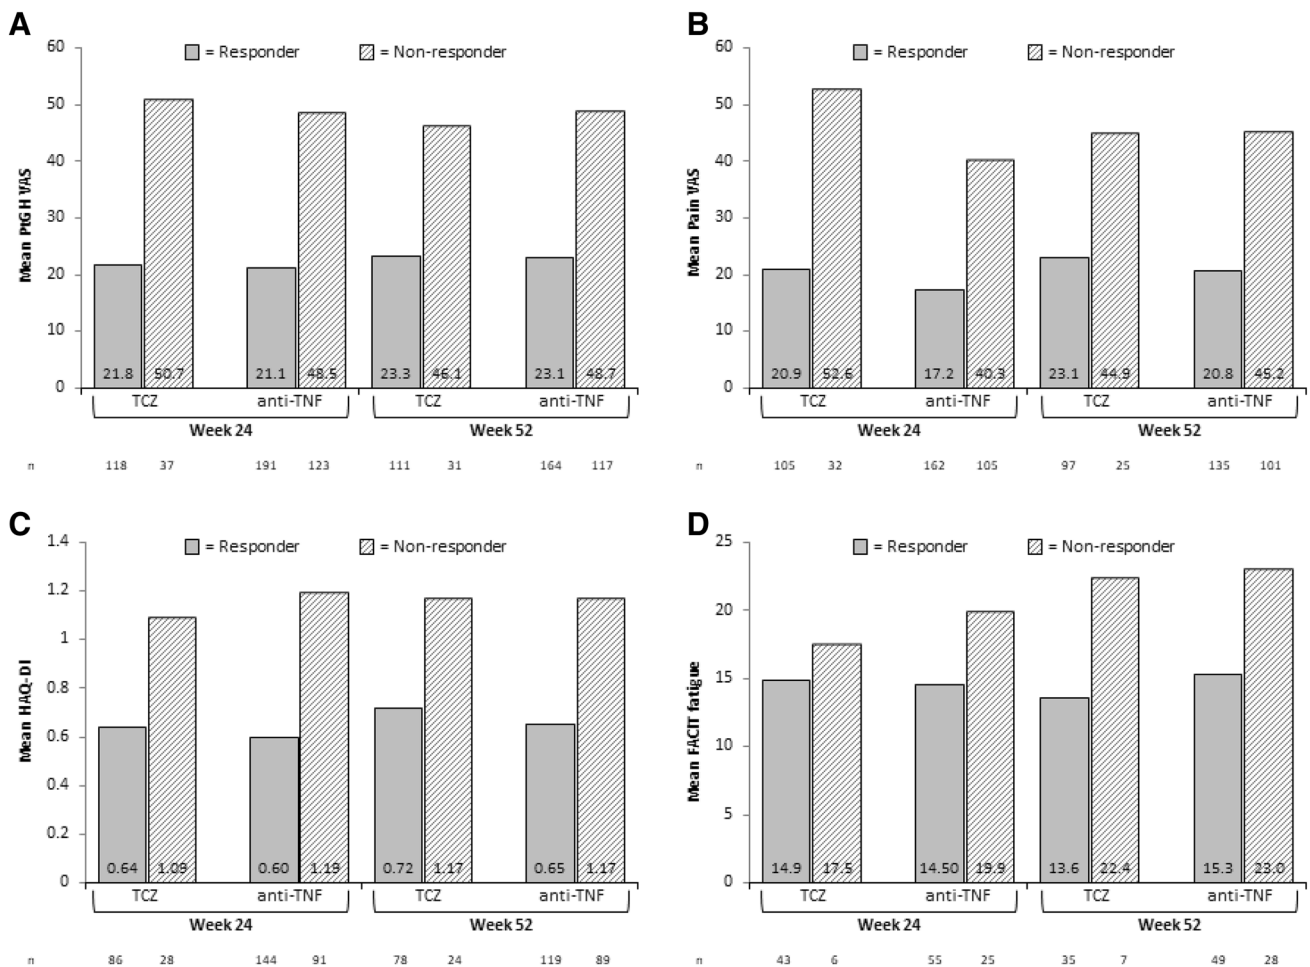 A
= Responder = Non-responder
60
50
40
30
20
10
0
Mean PtGH VAS
21.8 50.7 21.1 48.5 23.3 46.1 23.1 48.7
TCZ anti-TNF TCZ anti-TNF
Week 24 Week 52
n 118 37 191 123 111 31 164 117
B
= Responder = Non-responder
60
50
40
30
20
10
0
Mean Pain VAS
20.9 52.6 17.2 40.3 23.1 44.9 20.8 45.2
TCZ anti-TNF TCZ anti-TNF
Week 24 Week 52
n 105 32 162 105 97 25 135 101
C
= Responder = Non-responder
1.4
1.2
1
0.8
0.6
0.4
0.2
0
Mean HAQ-DI
0.64 1.09 0.60 1.19 0.72 1.17 0.65 1.17
TCZ anti-TNF TCZ anti-TNF
Week 24 Week 52
n 86 28 144 91 78 24 119 89
D
= Responder = Non-responder
25
20
15
10
5
0
Mean FACIT fatigue
14.9 17.5 14.50 19.9 13.6 22.4 15.3 23.0
TCZ anti-TNF TCZ anti-TNF
Week 24 Week 52
n 43 6 55 25 35 7 49 28